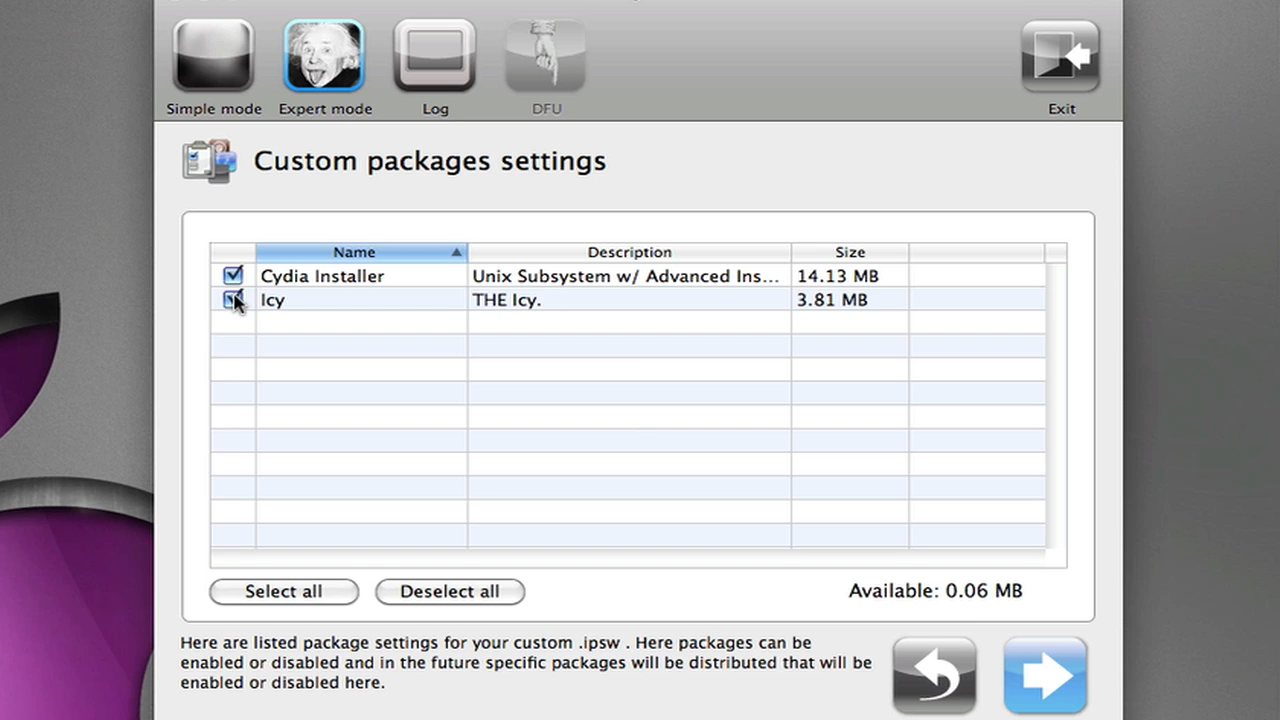 Simple mode Expert mode Log DFU Exit
Custom packages settings
Name Description Size
Cydia Installer Unix Subsystem w/ Advanced Ins... 14.13 MB
Icy THE Icy. 3.81 MB
Select all Deselect all Available: 0.06 MB
Here are listed package settings for your custom .ipsw . Here packages can be
enabled or disabled and in the future specific packages will be distributed that will be
enabled or disabled here.